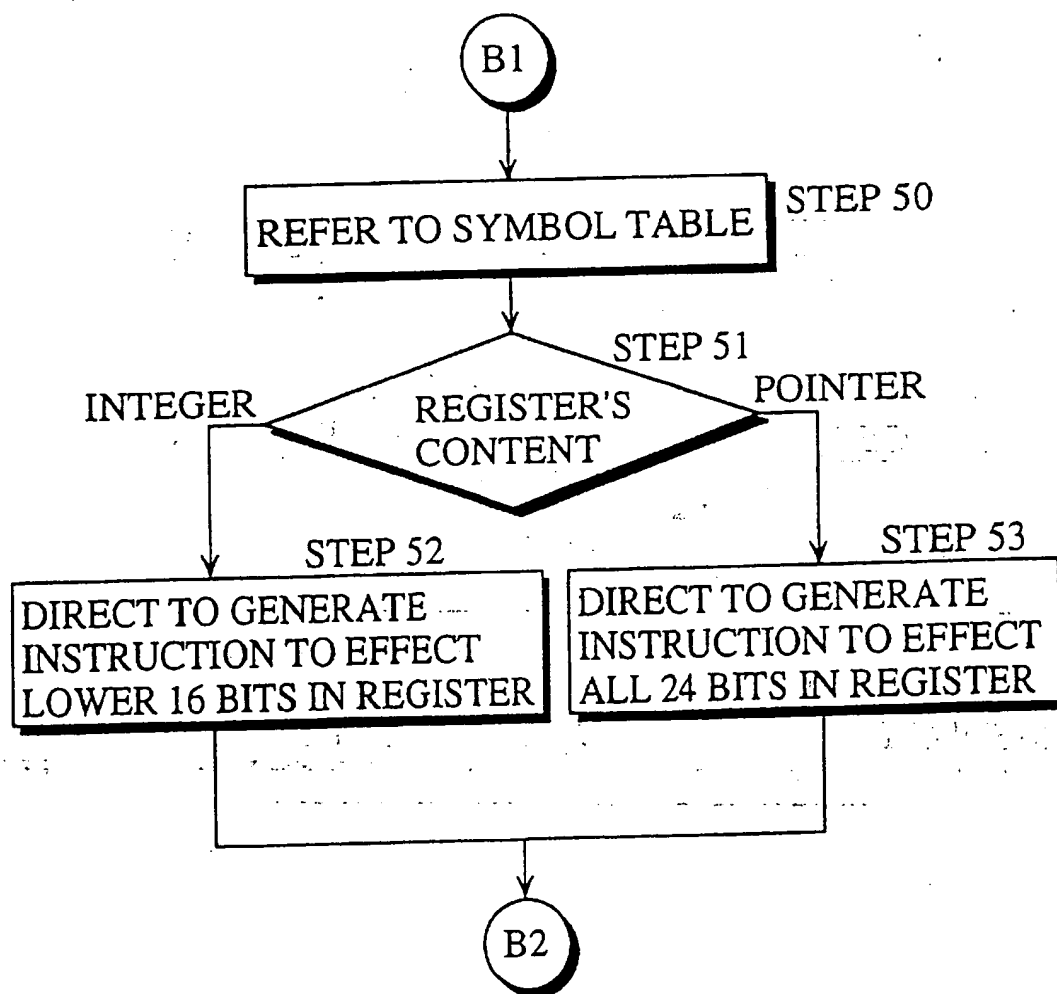 B1
STEP 50
REFER TO SYMBOL TABLE
STEP 51
INTEGER
REGISTER'S
CONTENT
POINTER
STEP 52
DIRECT TO GENERATE
INSTRUCTION TO EFFECT
LOWER 16 BITS IN REGISTER
STEP 53
DIRECT TO GENERATE
INSTRUCTION TO EFFECT
ALL 24 BITS IN REGISTER
B2